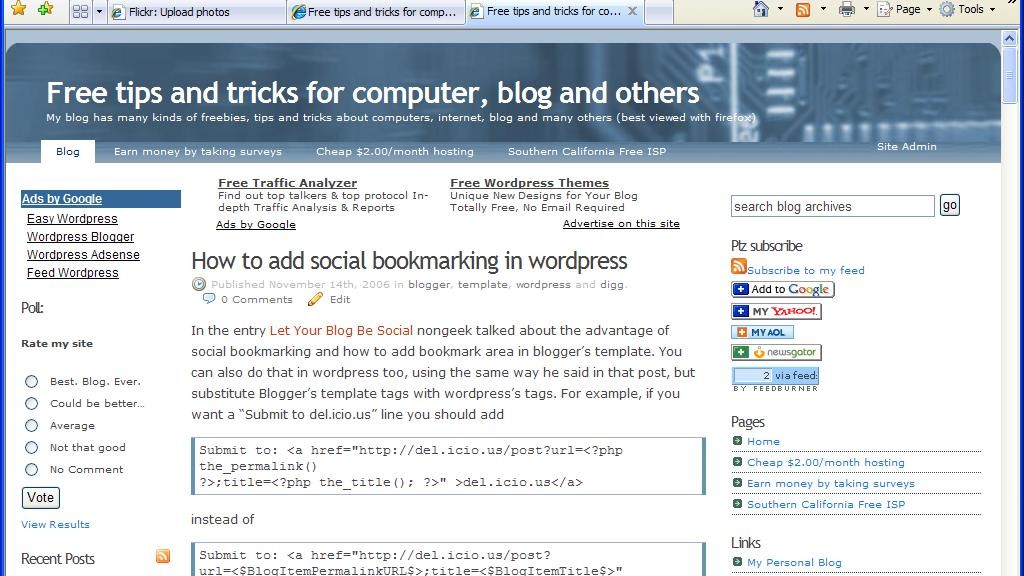 Flickr: Upload photos
Free tips and tricks for comp...
Free tips and tricks for co...
Page
Tools
P1
Free tips and tricks for computer, blog and others
My blog has many kinds of freebies, tips and tricks about computers, internet, blog and many others (best viewed with firefox)
Blog
Earn money by taking surveys
Cheap $2.00/month hosting
Southern California Free ISP
Site Admin
Ads by Google
Easy Wordpress
Wordpress Blogger
Wordpress Adsense
Feed Wordpress
Poll:
Rate my site
Best. Blog. Ever.
Could be better...
Average
Not that good
No Comment
Vote
View Results
Recent Posts
Free Traffic Analyzer
Find out top talkers & top protocol In-
depth Traffic Analysis & Reports
Free Wordpress Themes
Unique New Designs for Your Blog
Totally Free, No Email Required
Ads by Google
Advertise on this site
How to add social bookmarking in wordpress
Published November 14th, 2006 in blogger, template, wordpress and digg.
0 Comments Edit
In the entry Let Your Blog Be Social nongeek talked about the advantage of
social bookmarking and how to add bookmark area in blogger's template. You
can also do that in wordpress too, using the same way he said in that post, but
substitute Blogger's template tags with wordpress's tags. For example, if you
want a "Submit to del.icio.us" line you should add
Submit to: <a href="http://del.icio.us/post?url=<?php
the_permalink()
?>;title=<?php the_title(); ?>" >del.icio.us</a>
instead of
Submit to: <a href="http://del.icio.us/post?
url=<$BlogItemPermalinkURL$>;title=<$BlogItemTitle$>"
search blog archives
go
Plz subscribe
Subscribe to my feed
Add to Google
MY YAHOO!
MY AOL
newsgator
2 via feed
BY FEEDBURNER
Pages
Home
Cheap $2.00/month hosting
Earn money by taking surveys
Southern California Free ISP
Links
My Personal Blog